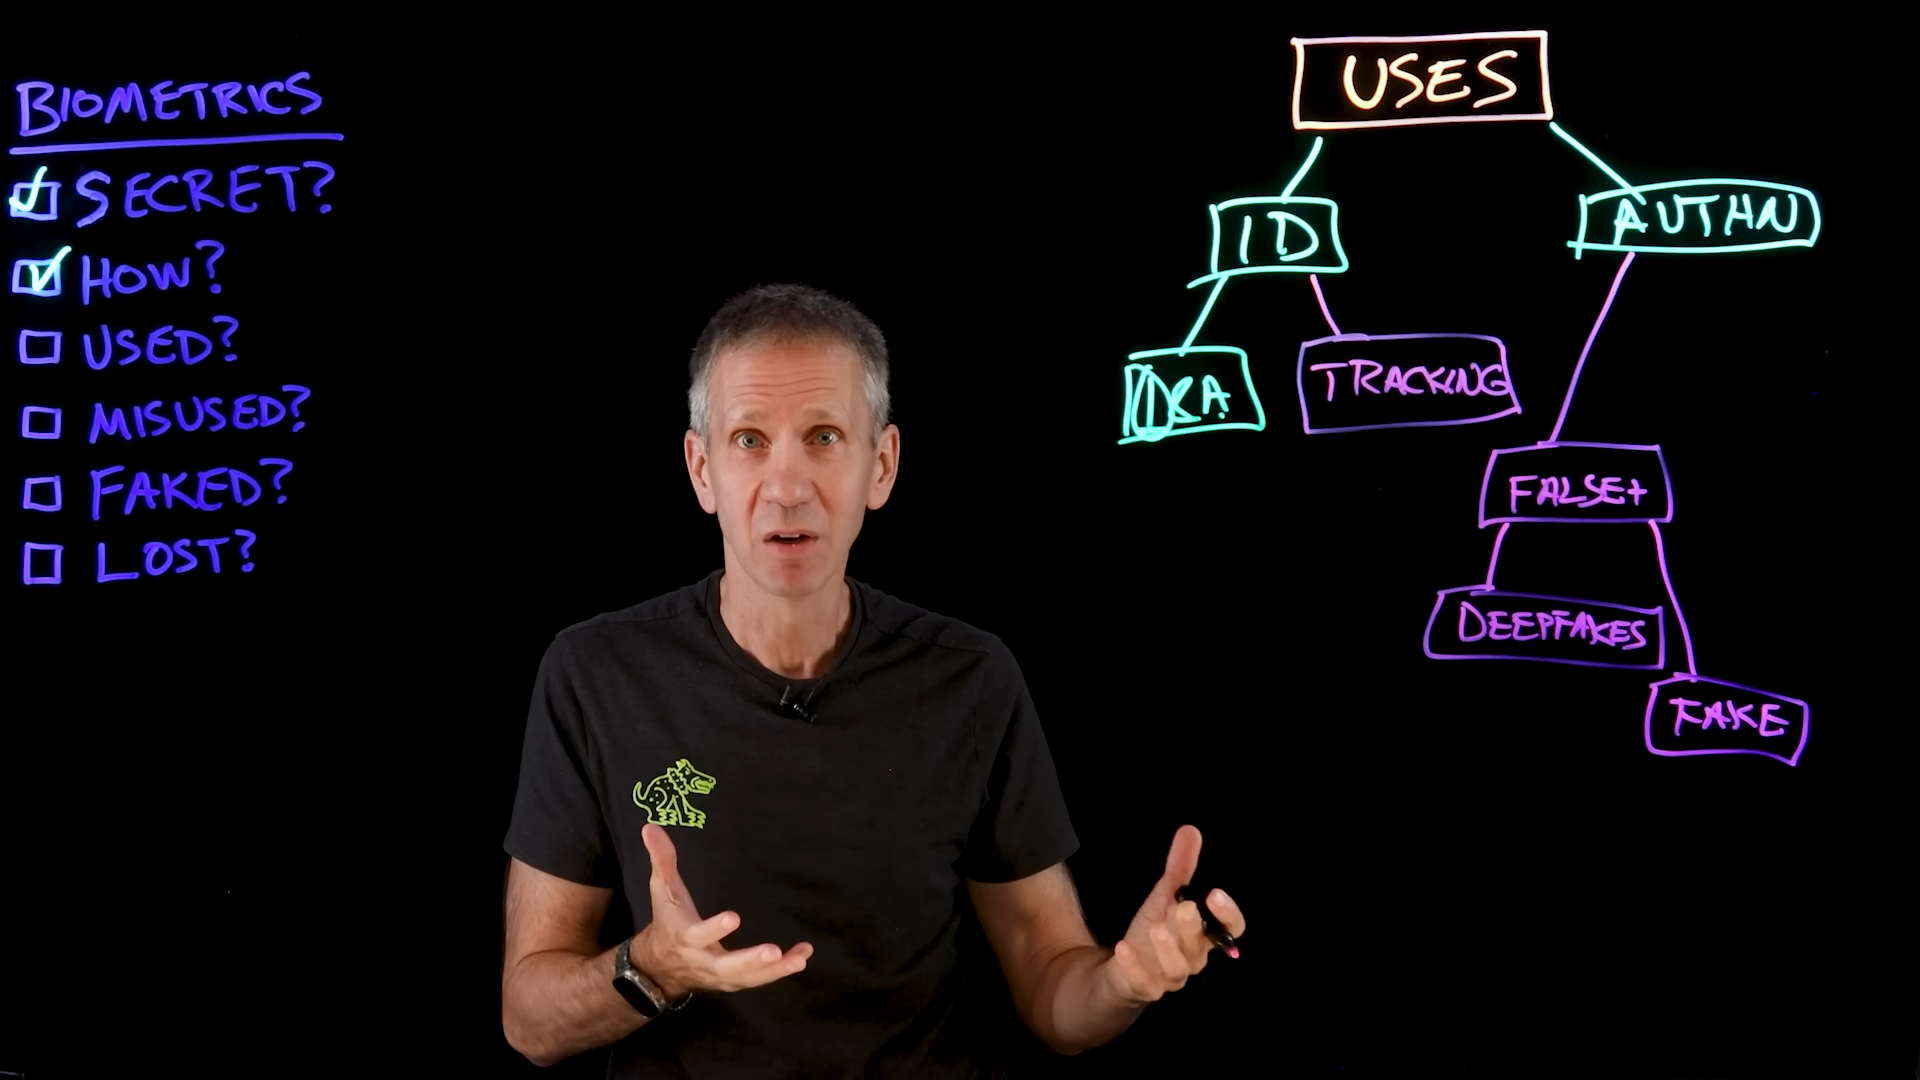 BIOMETRICS
SECRET?
HOW?
USED?
MISUSED?
FAKED?
LOST?
USES
ID
AUTHN
TRACKING
FALSE+
DEEPFAKES
FAKE